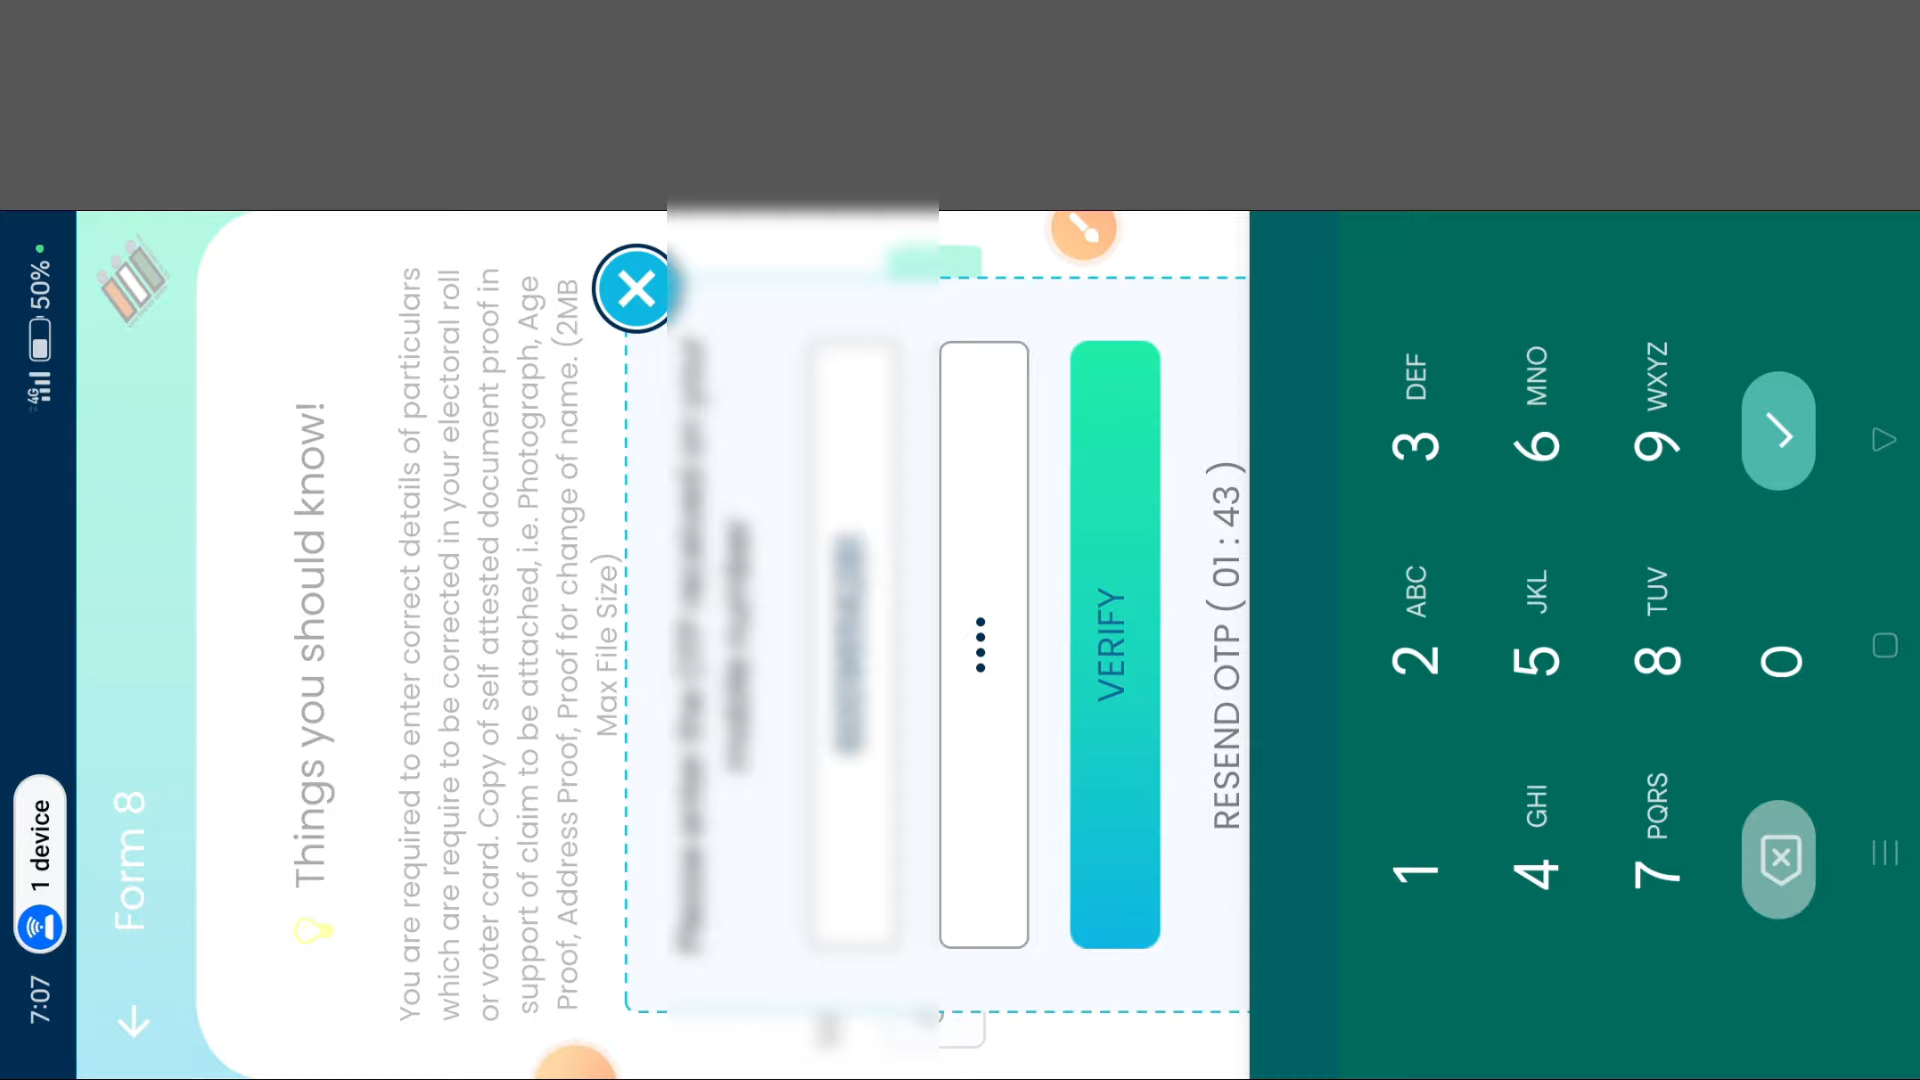 7:07
1 device
4G
50%
Form 8
Things you should know!
You are required to enter correct details of particulars
which are require to be corrected in your electoral roll
or voter card. Copy of self attested document proof in
support of claim to be attached, i.e. Photograph, Age
Proof, Address Proof, Proof for change of name. (2MB
Max File Size)
VERIFY
RESEND OTP ( 01 : 43 )
1
2 ABC
3 DEF
4 GHI
5 JKL
6 MNO
7 PQRS
8 TUV
9 WXYZ
0